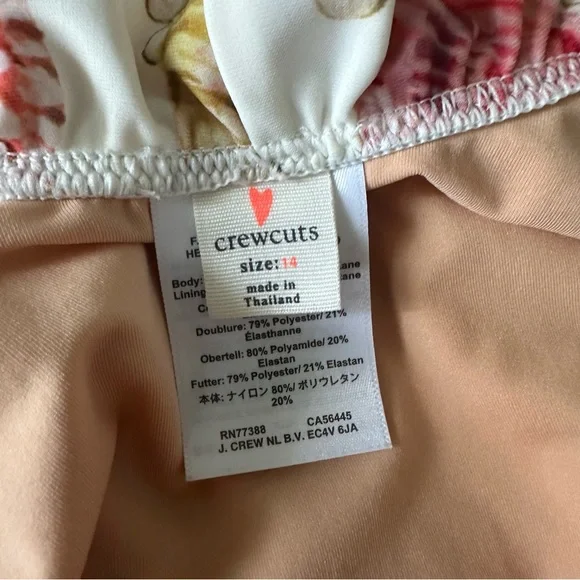 crewcuts
size: 14
made in
Thailand
Body:
Lining
Doublure: 79% Polyester/ 21%
Élasthanne
Obertell: 80% Polyamide/ 20%
Elastan
Futter: 79% Polyester/ 21% Elastan
本体: ナイロン 80%/ ポリウレタン
20%
RN77388 CA56445
J. CREW NL B.V. EC4V 6JA